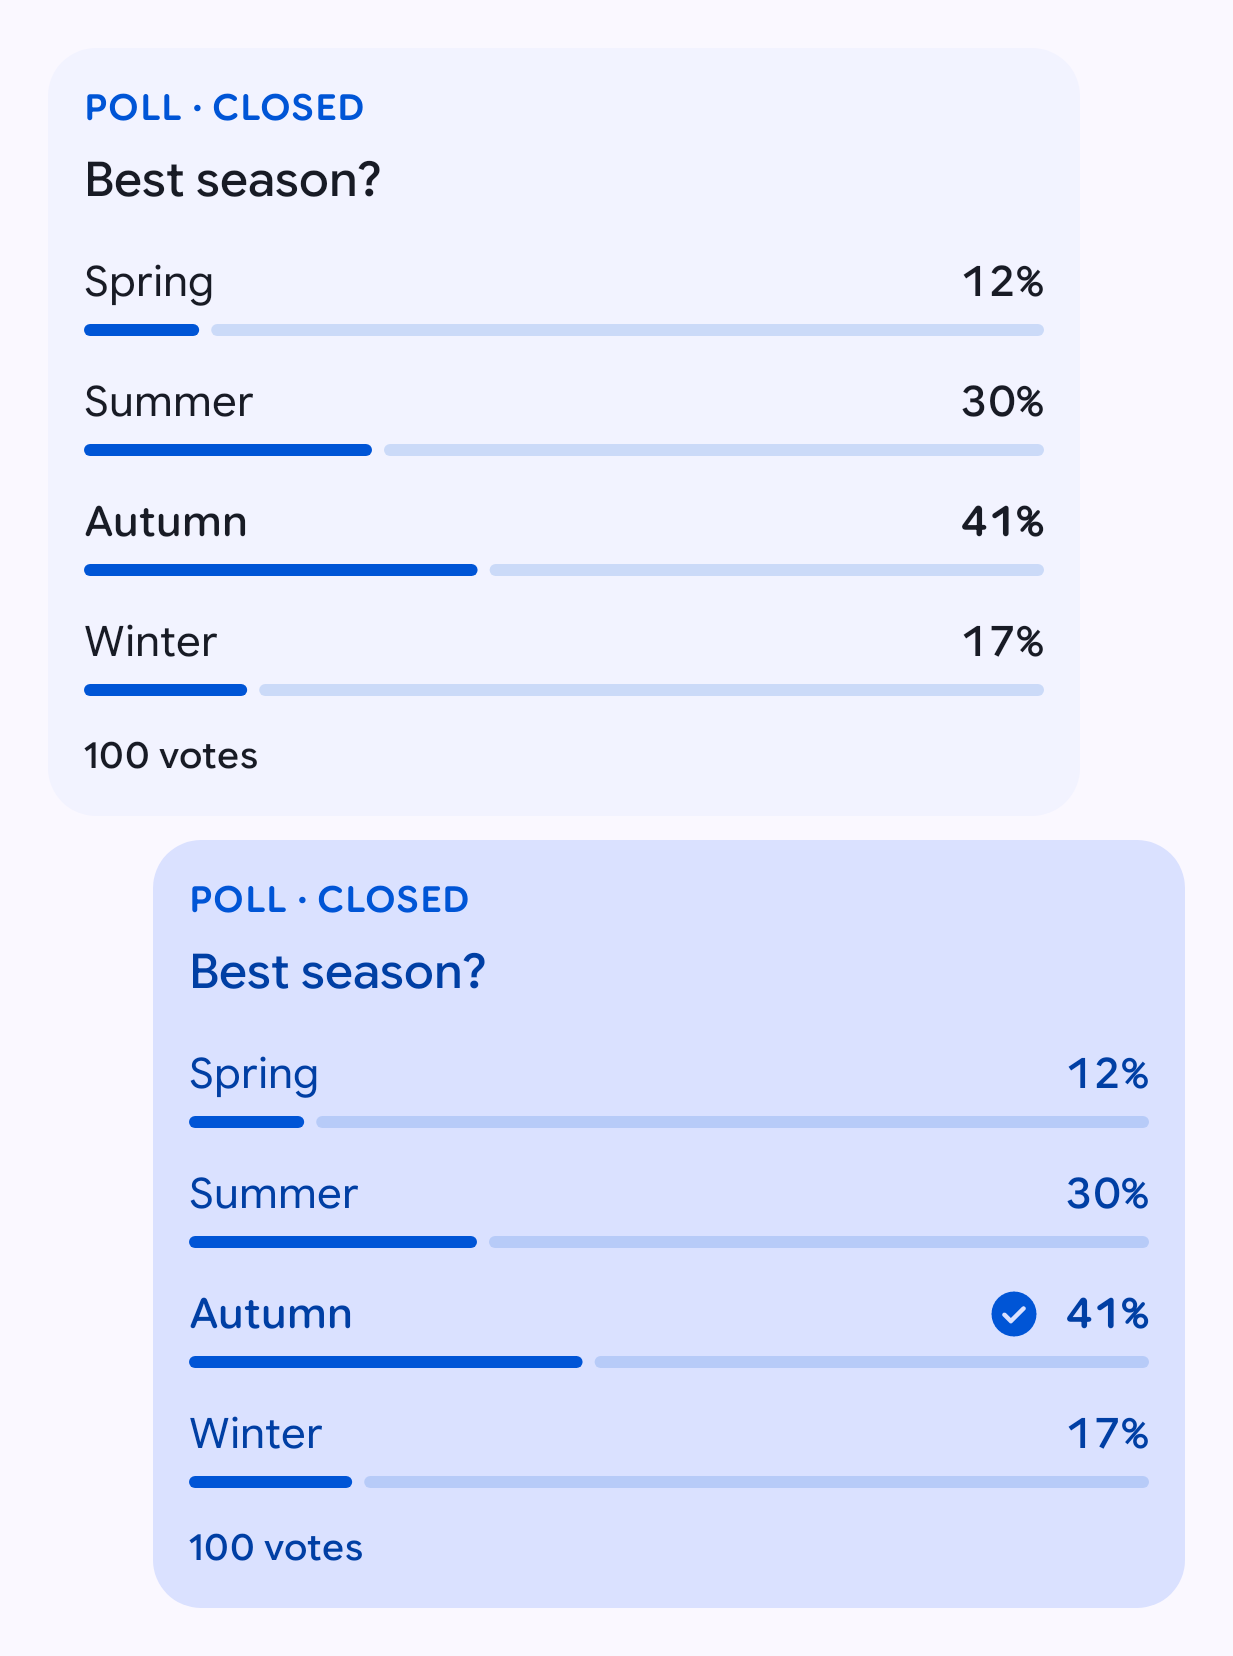 POLL · CLOSED
Best season?
Spring 12%
Summer 30%
Autumn 41%
Winter 17%
100 votes
POLL · CLOSED
Best season?
Spring 12%
Summer 30%
Autumn 41%
Winter 17%
100 votes